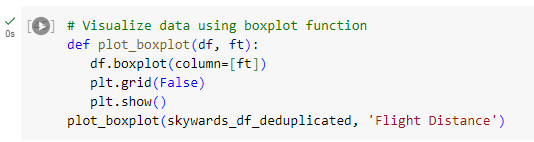 # Visualize data using boxplot function
def plot_boxplot(df, ft):
   df.boxplot(column=[ft])
   plt.grid(False)
   plt.show()
plot_boxplot(skywards_df_deduplicated, 'Flight Distance')
0s